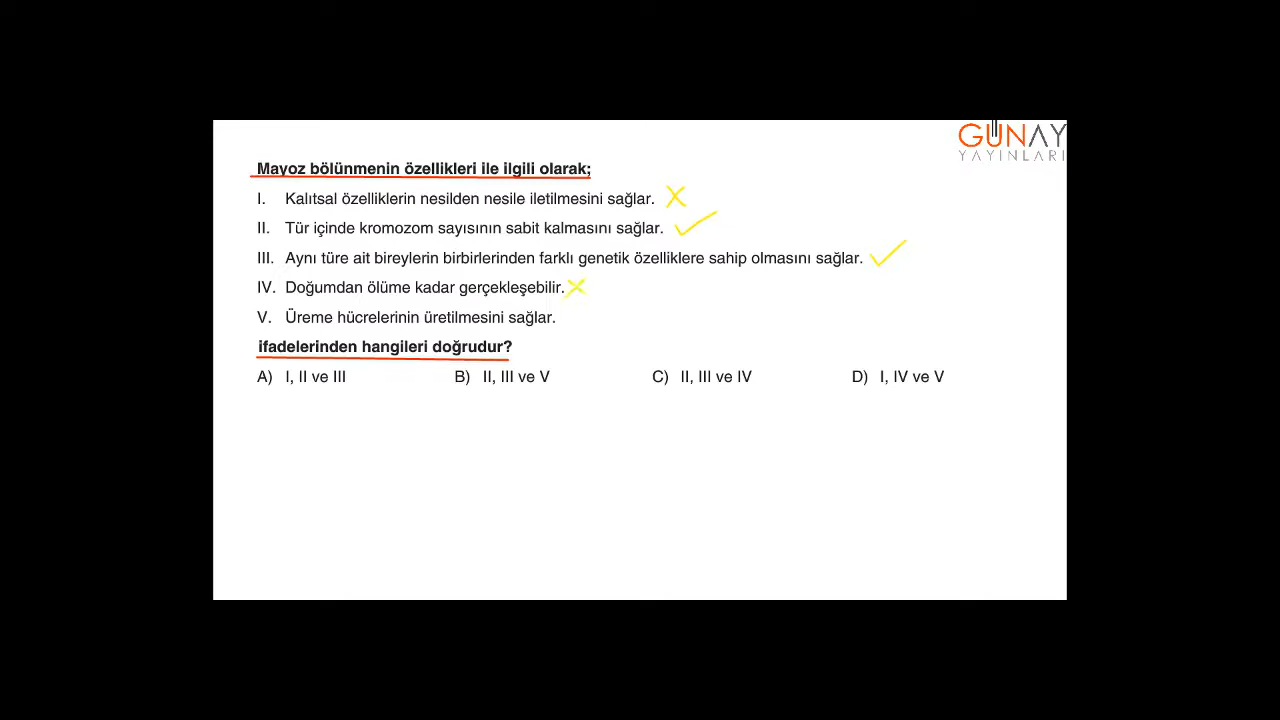 GÜNAY
YAYINLARI
Mayoz bölünmenin özellikleri ile ilgili olarak;
I. Kalıtsal özelliklerin nesilden nesile iletilmesini sağlar.
II. Tür içinde kromozom sayısının sabit kalmasını sağlar.
III. Aynı türe ait bireylerin birbirlerinden farklı genetik özelliklere sahip olmasını sağlar.
IV. Doğumdan ölüme kadar gerçekleşebilir.
V. Üreme hücrelerinin üretilmesini sağlar.
ifadelerinden hangileri doğrudur?
A) I, II ve III B) II, III ve V C) II, III ve IV D) I, IV ve V